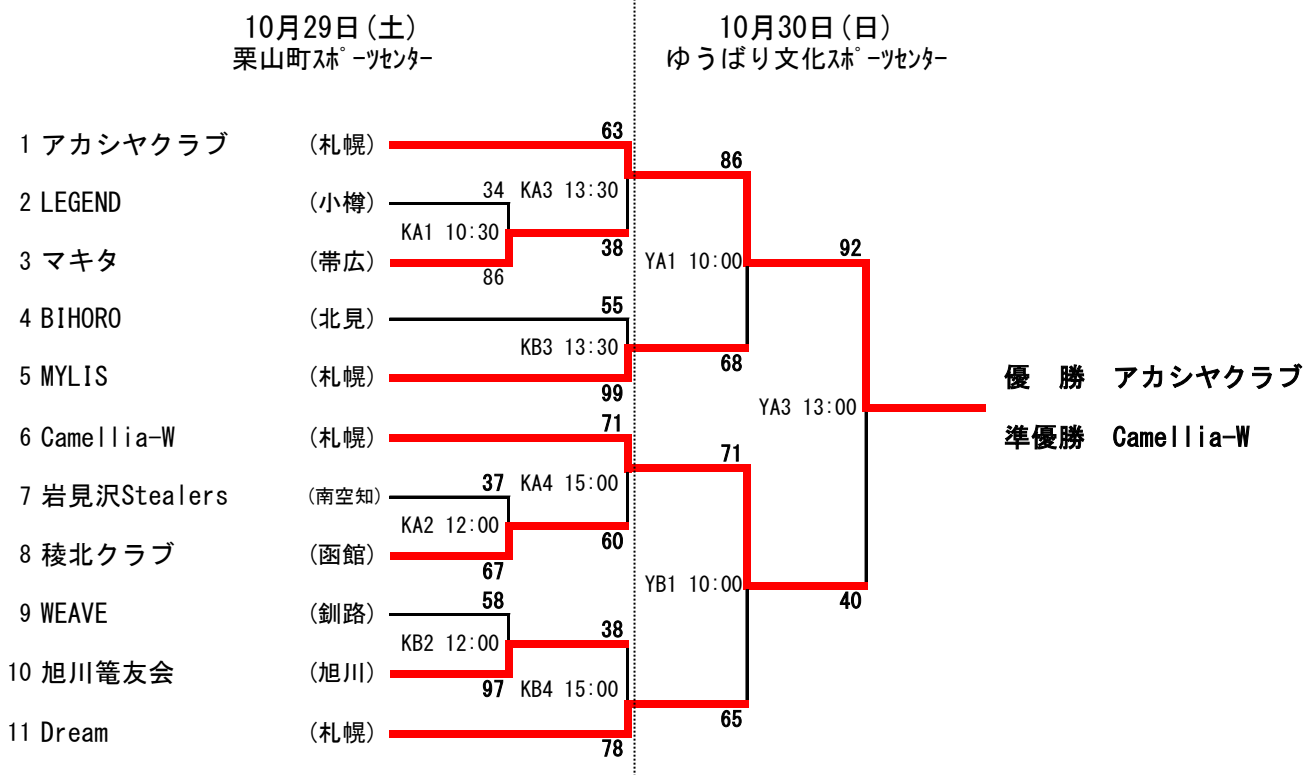 10月29日(土)
栗山町ｽﾎﾟｰﾂｾﾝﾀｰ
10月30日(日)
ゆうばり文化ｽﾎﾟｰﾂｾﾝﾀｰ
1 アカシヤクラブ (札幌) 63
86
2 LEGEND (小樽) 34 KA3 13:30
KA1 10:30
38 92
3 マキタ (帯広) YA1 10:00
86
55
4 BIHORO (北見)
KB3 13:30
68
5 MYLIS (札幌)
99
優　勝　アカシヤクラブ
YA3 13:00
71
6 Camellia-W (札幌)
準優勝　Camellia-W
71
37 KA4 15:00
7 岩見沢Stealers (南空知)
KA2 12:00
60
8 稜北クラブ (函館)
67
YB1 10:00
58 40
9 WEAVE (釧路)
38
KB2 12:00
10 旭川篭友会 (旭川)
97 KB4 15:00
65
11 Dream (札幌)
78